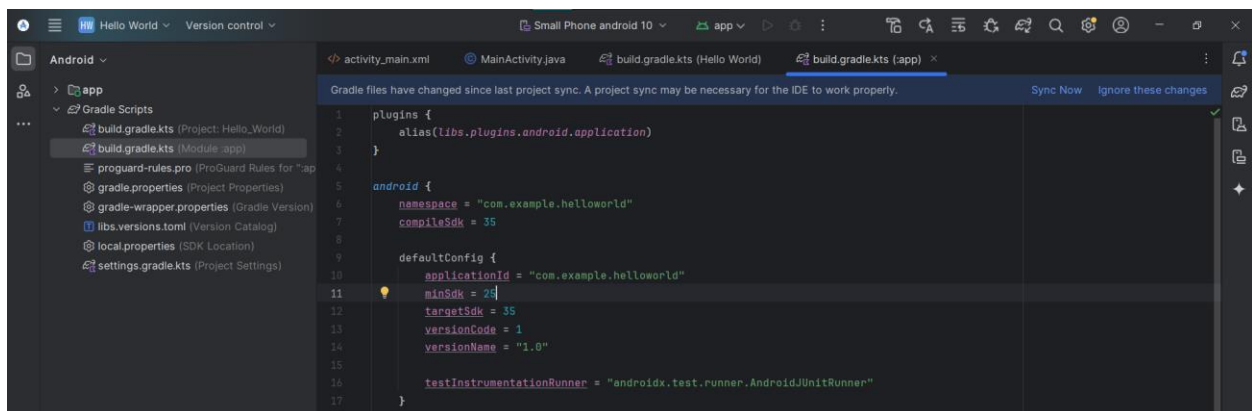 HW Hello World Version control Small Phone android 10 app
Android
activity_main.xml MainActivity.java build.gradle.kts (Hello World) build.gradle.kts (:app)
app
Gradle Scripts
build.gradle.kts (Project: Hello_World)
build.gradle.kts (Module :app)
proguard-rules.pro (ProGuard Rules for ":ap
gradle.properties (Project Properties)
gradle-wrapper.properties (Gradle Version)
libs.versions.toml (Version Catalog)
local.properties (SDK Location)
settings.gradle.kts (Project Settings)
Gradle files have changed since last project sync. A project sync may be necessary for the IDE to work properly. Sync Now Ignore these changes
1 plugins {
2 alias(libs.plugins.android.application)
3 }
4
5 android {
6 namespace = "com.example.helloworld"
7 compileSdk = 35
8
9 defaultConfig {
10 applicationId = "com.example.helloworld"
11 minSdk = 25
12 targetSdk = 35
13 versionCode = 1
14 versionName = "1.0"
15
16 testInstrumentationRunner = "androidx.test.runner.AndroidJUnitRunner"
17 }